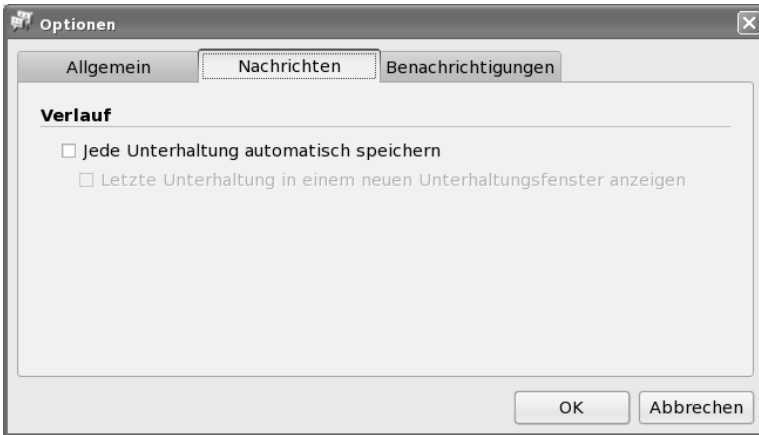 Optionen
Allgemein Nachrichten Benachrichtigungen
Verlauf
Jede Unterhaltung automatisch speichern
Letzte Unterhaltung in einem neuen Unterhaltungsfenster anzeigen
OK Abbrechen